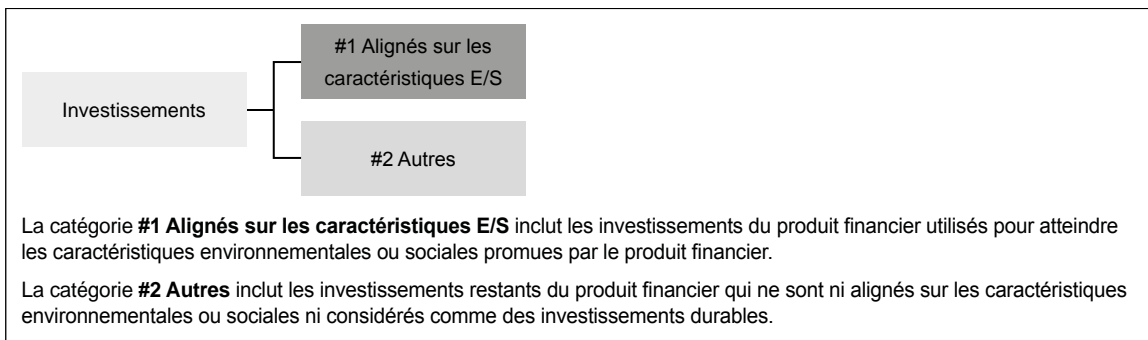 #1 Alignés sur les
caractéristiques E/S
Investissements
#2 Autres
La catégorie #1 Alignés sur les caractéristiques E/S inclut les investissements du produit financier utilisés pour atteindre
les caractéristiques environnementales ou sociales promues par le produit financier.
La catégorie #2 Autres inclut les investissements restants du produit financier qui ne sont ni alignés sur les caractéristiques
environnementales ou sociales ni considérés comme des investissements durables.